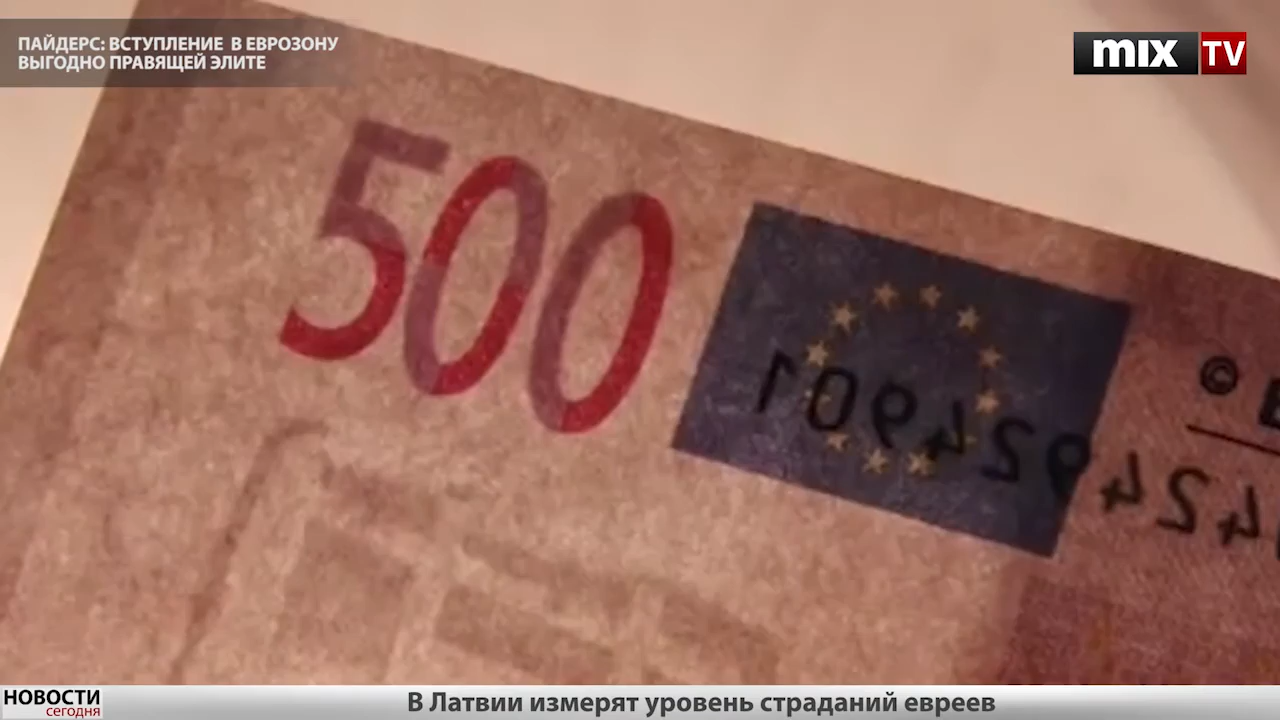 ПАЙДЕРС: ВСТУПЛЕНИЕ В ЕВРОЗОНУ
ВЫГОДНО ПРАВЯЩЕЙ ЭЛИТЕ
mix TV
500
©
НОВОСТИ
сегодня
В Латвии измерят уровень страданий евреев